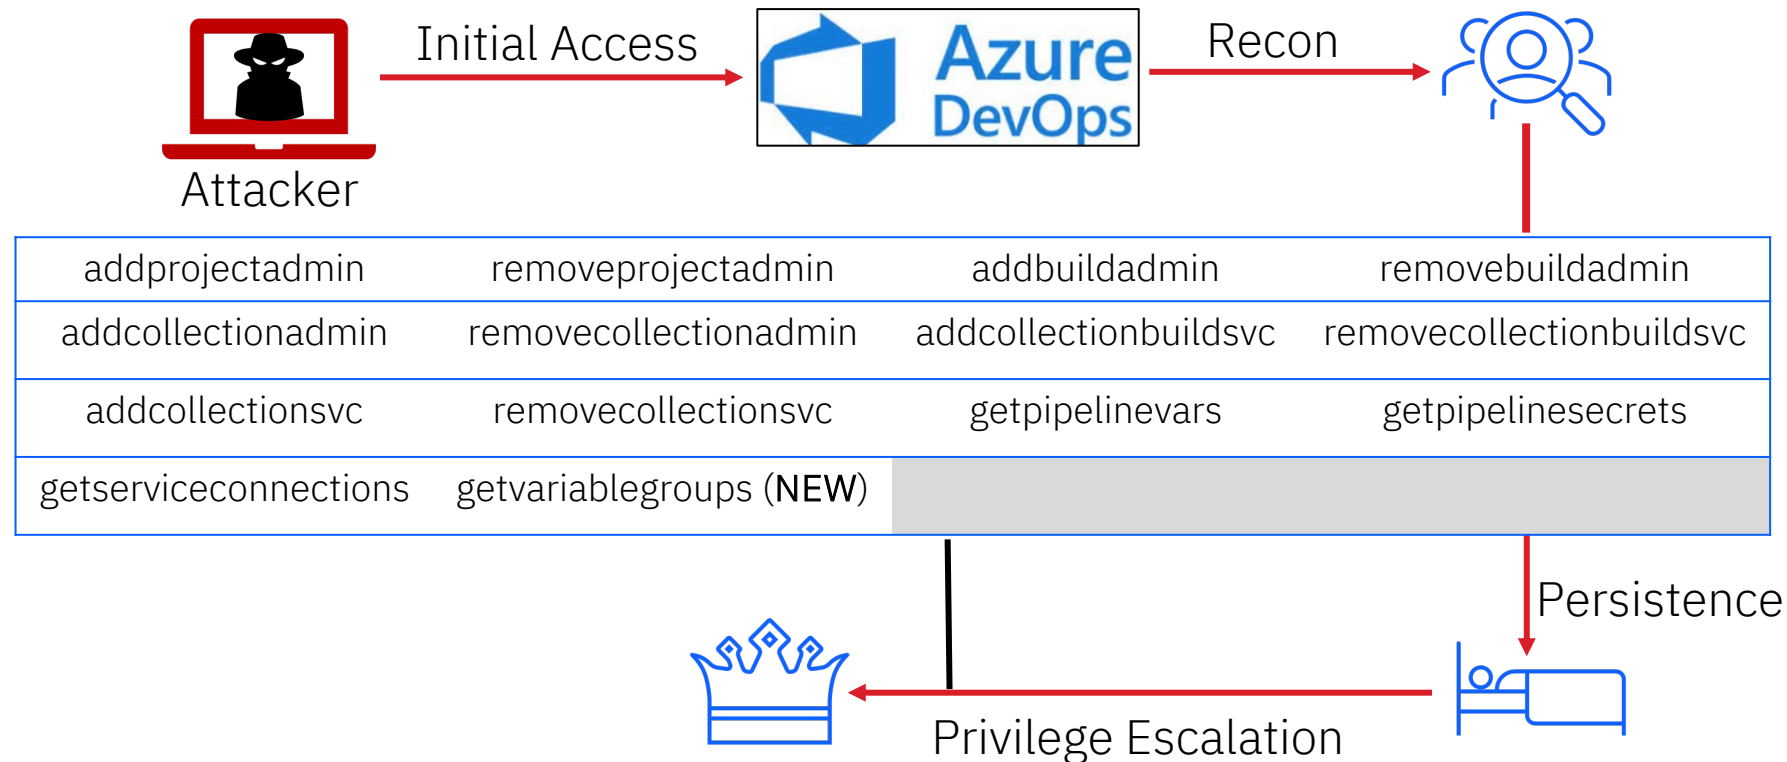 Initial Access
Azure
DevOps
Recon
Attacker
addprojectadmin removeprojectadmin addbuildadmin removebuildadmin
addcollectionadmin removecollectionadmin addcollectionbuildsvc removecollectionbuildsvc
addcollectionsvc removecollectionsvc getpipelinevars getpipelinesecrets
getserviceconnections getvariablegroups (NEW)
Persistence
Privilege Escalation